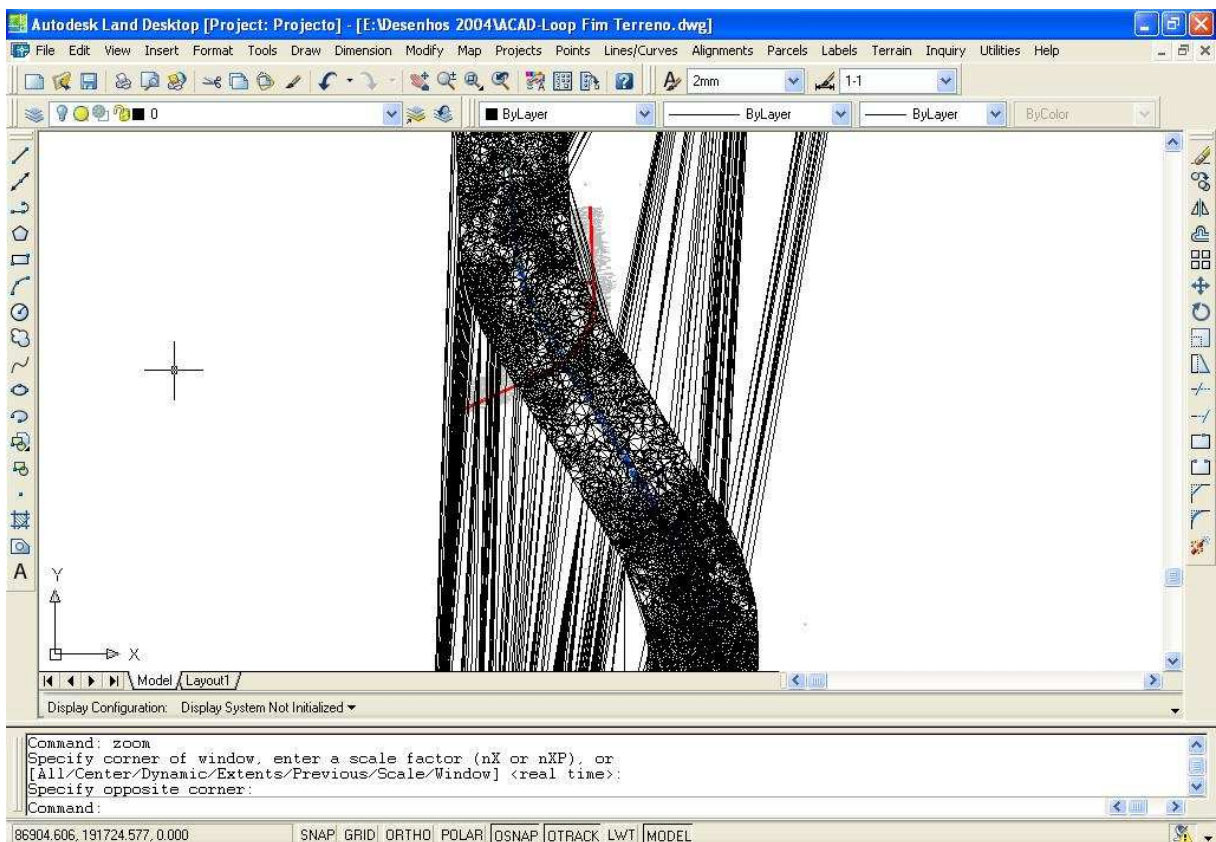 Autodesk Land Desktop [Project: Projecto] - [E:\Desenhos 2004\ACAD-Loop Fim Terreno.dwg]
File Edit View Insert Format Tools Draw Dimension Modify Map Projects Points Lines/Curves Alignments Parcels Labels Terrain Inquiry Utilities Help
2mm 1-1
0 ByLayer ByLayer ByLayer ByColor
A
Y
X
Model Layout1
Display Configuration: Display System Not Initialized
Command: zoom
Specify corner of window, enter a scale factor (nX or nXP), or
[All/Center/Dynamic/Extents/Previous/Scale/Window] <real time>:
Specify opposite corner:
Command:
86904.606, 191724.577, 0.000 SNAP GRID ORTHO POLAR OSNAP OTRACK LWT MODEL